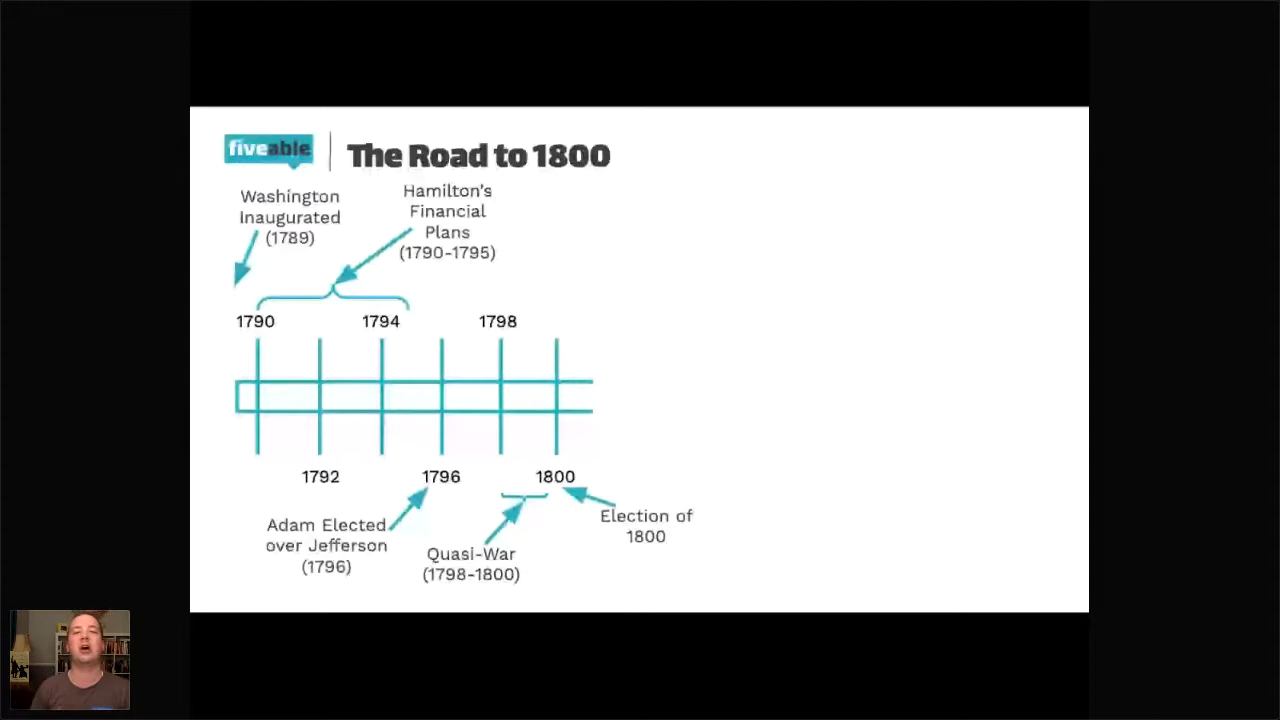 fiveable
The Road to 1800
Washington
Inaugurated
(1789)
Hamilton's
Financial
Plans
(1790-1795)
1790
1794
1798
1792
1796
1800
Adam Elected
over Jefferson
(1796)
Quasi-War
(1798-1800)
Election of
1800